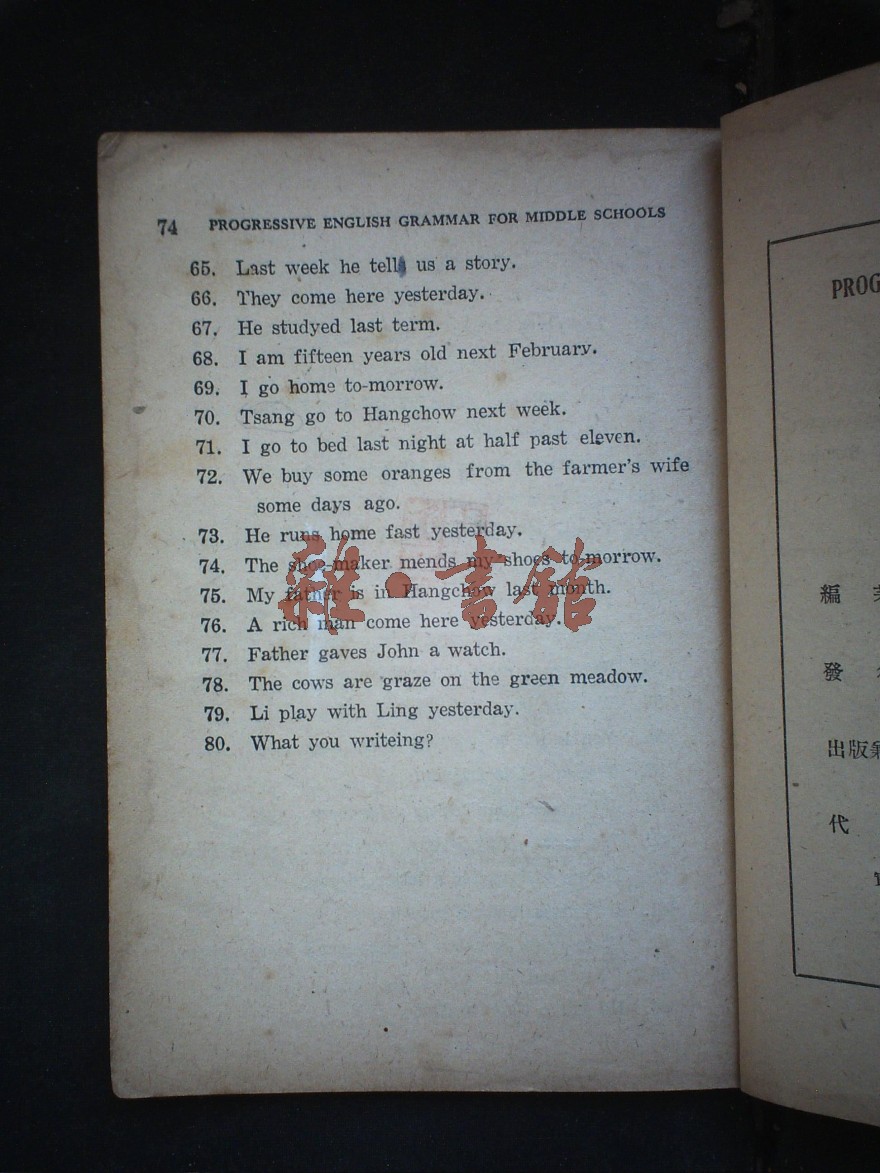 74 PROGRESSIVE ENGLISH GRAMMAR FOR MIDDLE SCHOOLS
65. Last week he tells us a story.
66. They come here yesterday.
67. He studyed last term.
68. I am fifteen years old next February.
69. I go home to-morrow.
70. Tsang go to Hangchow next week.
71. I go to bed last night at half past eleven.
72. We buy some oranges from the farmer's wife
some days ago.
73. He runs home fast yesterday.
74. The shoe-maker mends my shoes to-morrow.
75. My father is in Hangchow last month.
76. A rich man come here yesterday.
77. Father gaves John a watch.
78. The cows are graze on the green meadow.
79. Li play with Ling yesterday.
80. What you writeing?
雜·書館
PROG
編
發
出版
代